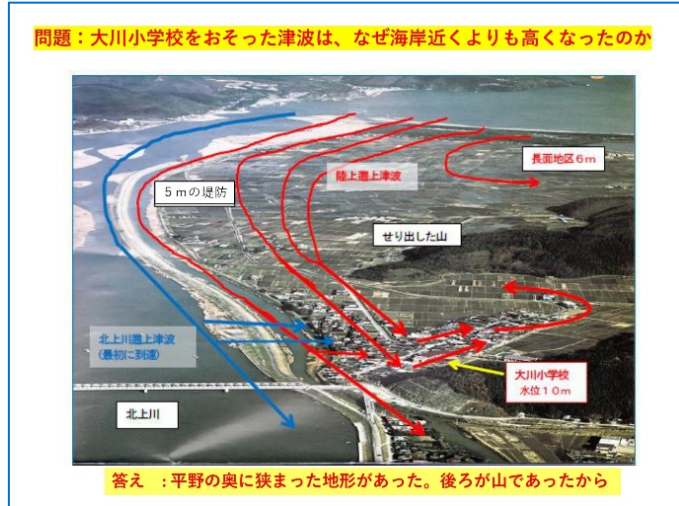 問題：大川小学校をおそった津波は、なぜ海岸近くよりも高くなったのか
長面地区６m
陸上遡上津波
５ｍの堤防
せり出した山
北上川遡上津波
(最初に到達)
大川小学校
水位１０ｍ
北上川
答え　：平野の奥に狭まった地形があった。後ろが山であったから